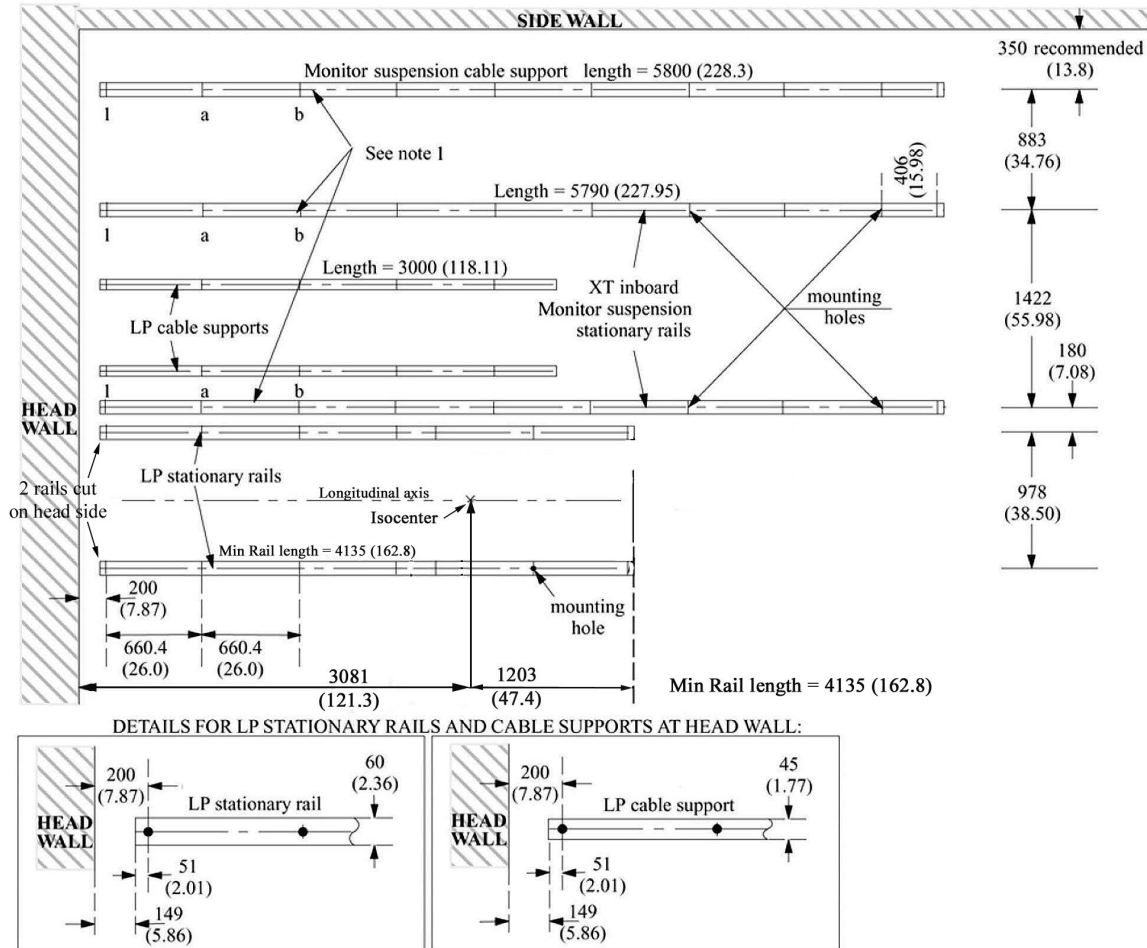 SIDE WALL
350 recommended
(13.8)
Monitor suspension cable support length = 5800 (228.3)
1 a b
883
(34.76)
See note 1
406
(15.98)
Length = 5790 (227.95)
1 a b
Length = 3000 (118.11)
XT inboard
Monitor suspension
stationary rails
mounting
holes
1422
(55.98)
LP cable supports
180
(7.08)
1 a b
HEAD
WALL
LP stationary rails
2 rails cut
on head side
Longitudinal axis
Isocenter
978
(38.50)
Min Rail length = 4135 (162.8)
200
(7.87)
mounting
hole
660.4
(26.0)
660.4
(26.0)
3081
(121.3)
1203
(47.4)
Min Rail length = 4135 (162.8)
DETAILS FOR LP STATIONARY RAILS AND CABLE SUPPORTS AT HEAD WALL:
200
(7.87)
60
(2.36)
LP stationary rail
HEAD
WALL
51
(2.01)
149
(5.86)
200
(7.87)
45
(1.77)
LP cable support
HEAD
WALL
51
(2.01)
149
(5.86)